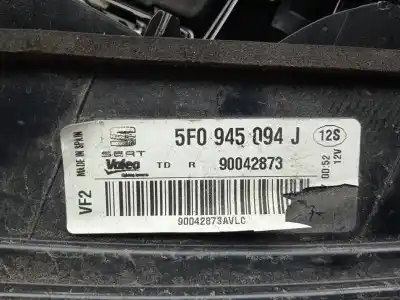 5F0 945 094 J
12S
SEAT
Valeo
TD R 90042873
MADE IN SPAIN
VF2
00:52
12V
90042873AVLC